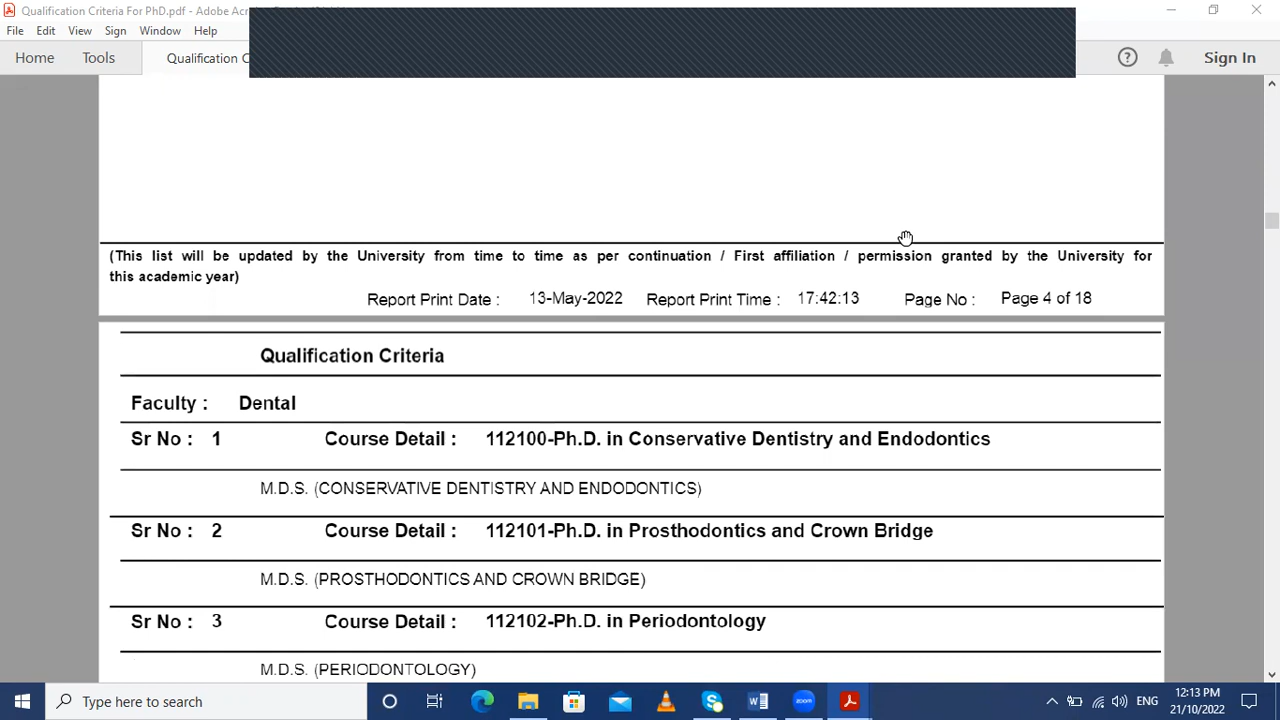 Qualification Criteria For PhD.pdf - Adobe Acro
File Edit View Sign Window Help
Home Tools Qualification C
Sign In
(This list will be updated by the University from time to time as per continuation / First affiliation / permission granted by the University for
this academic year)
Report Print Date : 13-May-2022 Report Print Time : 17:42:13 Page No : Page 4 of 18
Qualification Criteria
Faculty : Dental
Sr No : 1 Course Detail : 112100-Ph.D. in Conservative Dentistry and Endodontics
M.D.S. (CONSERVATIVE DENTISTRY AND ENDODONTICS)
Sr No : 2 Course Detail : 112101-Ph.D. in Prosthodontics and Crown Bridge
M.D.S. (PROSTHODONTICS AND CROWN BRIDGE)
Sr No : 3 Course Detail : 112102-Ph.D. in Periodontology
M.D.S. (PERIODONTOLOGY)
Type here to search
zoom
ENG
12:13 PM
21/10/2022